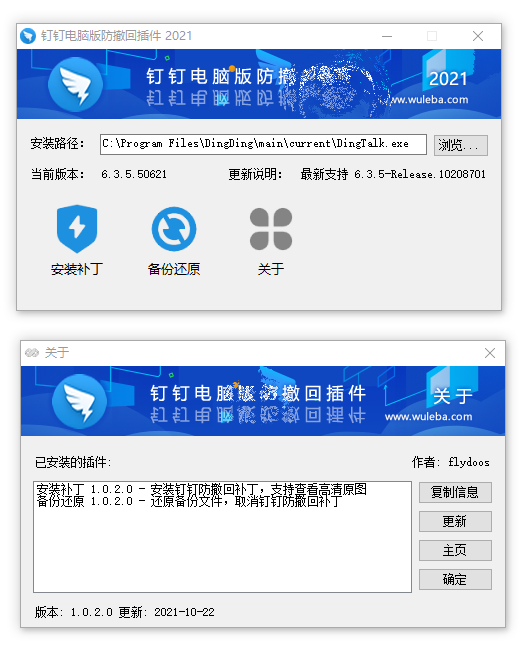 钉钉电脑版防撤回插件 2021
钉钉电脑版防撤
2021
ww.wuleba.com
安装路径： C:\Program Files\DingDing\main\current\DingTalk.exe 浏览...
当前版本： 6.3.5.50621 更新说明： 最新支持 6.3.5-Release.10208701
安装补丁 备份还原 关于
关于
钉钉电脑版防撤回插件
关于
www.wuleba.com
已安装的插件: 作者: flydoos
安装补丁 1.0.2.0 - 安装钉钉防撤回补丁，支持查看高清原图
备份还原 1.0.2.0 - 还原备份文件，取消钉钉防撤回补丁
复制信息
更新
主页
确定
版本: 1.0.2.0 更新: 2021-10-22